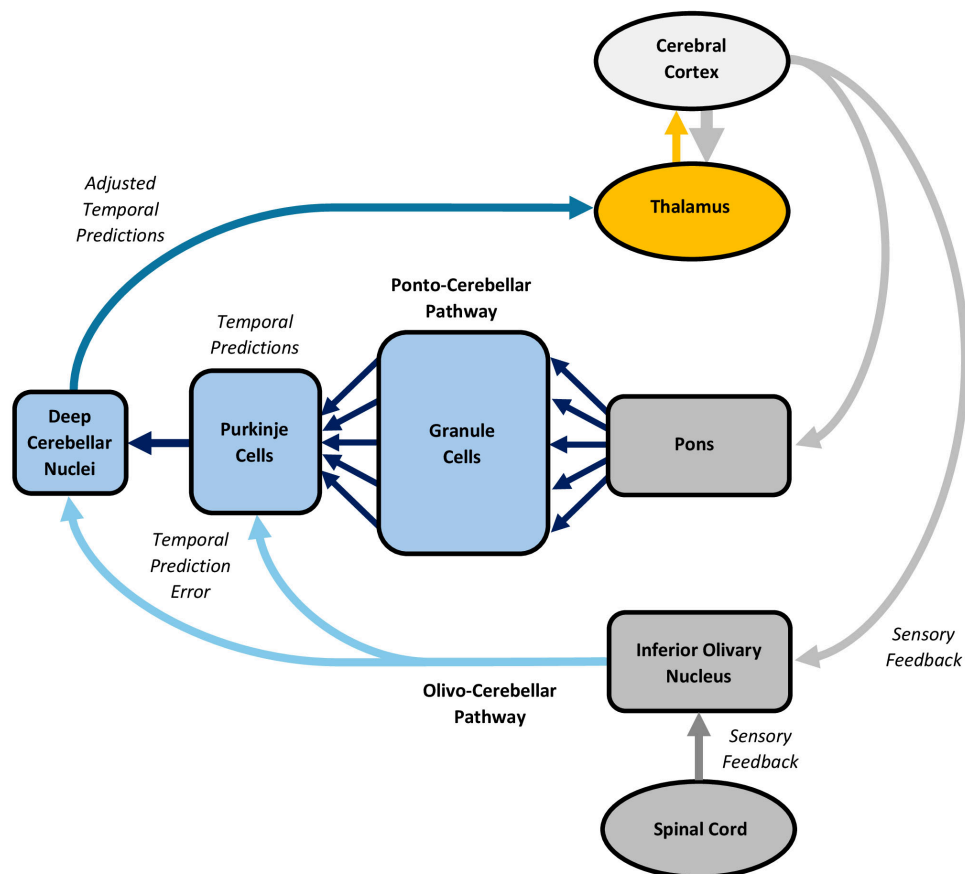 Cerebral
Cortex
Adjusted
Temporal
Predictions
Thalamus
Ponto-Cerebellar
Pathway
Temporal
Predictions
Deep
Cerebellar
Nuclei
Purkinje
Cells
Granule
Cells
Pons
Temporal
Prediction
Error
Inferior Olivary
Nucleus
Sensory
Feedback
Olivo-Cerebellar
Pathway
Sensory
Feedback
Spinal Cord